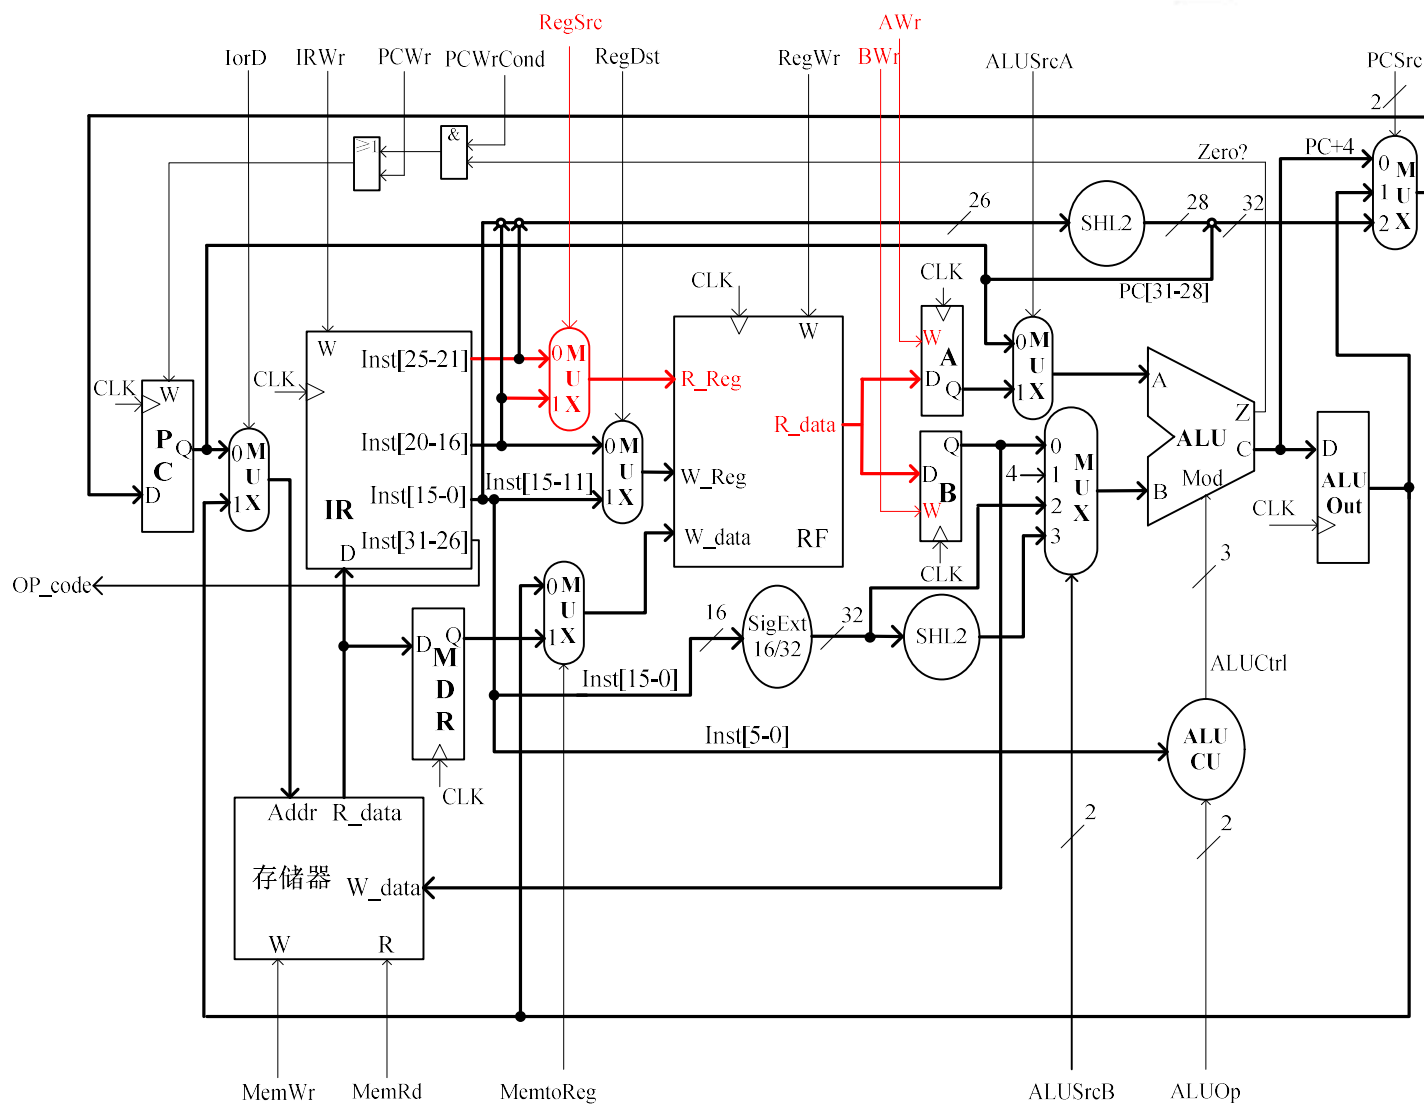 RegSrc
AWr
IorD
IRWr
PCWr
PCWrCond
RegDst
RegWr
BWr
ALUSrcA
PCSrc
2
&
≥1
Zero?
PC+4
0
1
2
M
U
X
26
SHL2
28
32
PC[31-28]
CLK
CLK
W
Inst[25-21]
0
1
M
U
X
R_Reg
W
W
A
D
Q
0
1
M
U
X
A
Z
ALU
C
Mod
B
CLK
W
P
C
Q
D
0
1
M
U
X
CLK
W
Inst[20-16]
Inst[15-0]
Inst[15-11]
IR
Inst[31-26]
D
0
1
M
U
X
W_Reg
W_data
R_data
RF
Q
D
B
W
CLK
0
4
1
2
3
M
U
X
D
ALU
Out
CLK
OP_code
D
Q
M
D
R
CLK
0
1
M
U
X
16
SigExt
16/32
32
SHL2
3
ALUCtrl
Inst[15-0]
Inst[5-0]
ALU
CU
Addr
R_data
存储器
W_data
W
R
2
2
MemWr
MemRd
MemtoReg
ALUSrcB
ALUOp